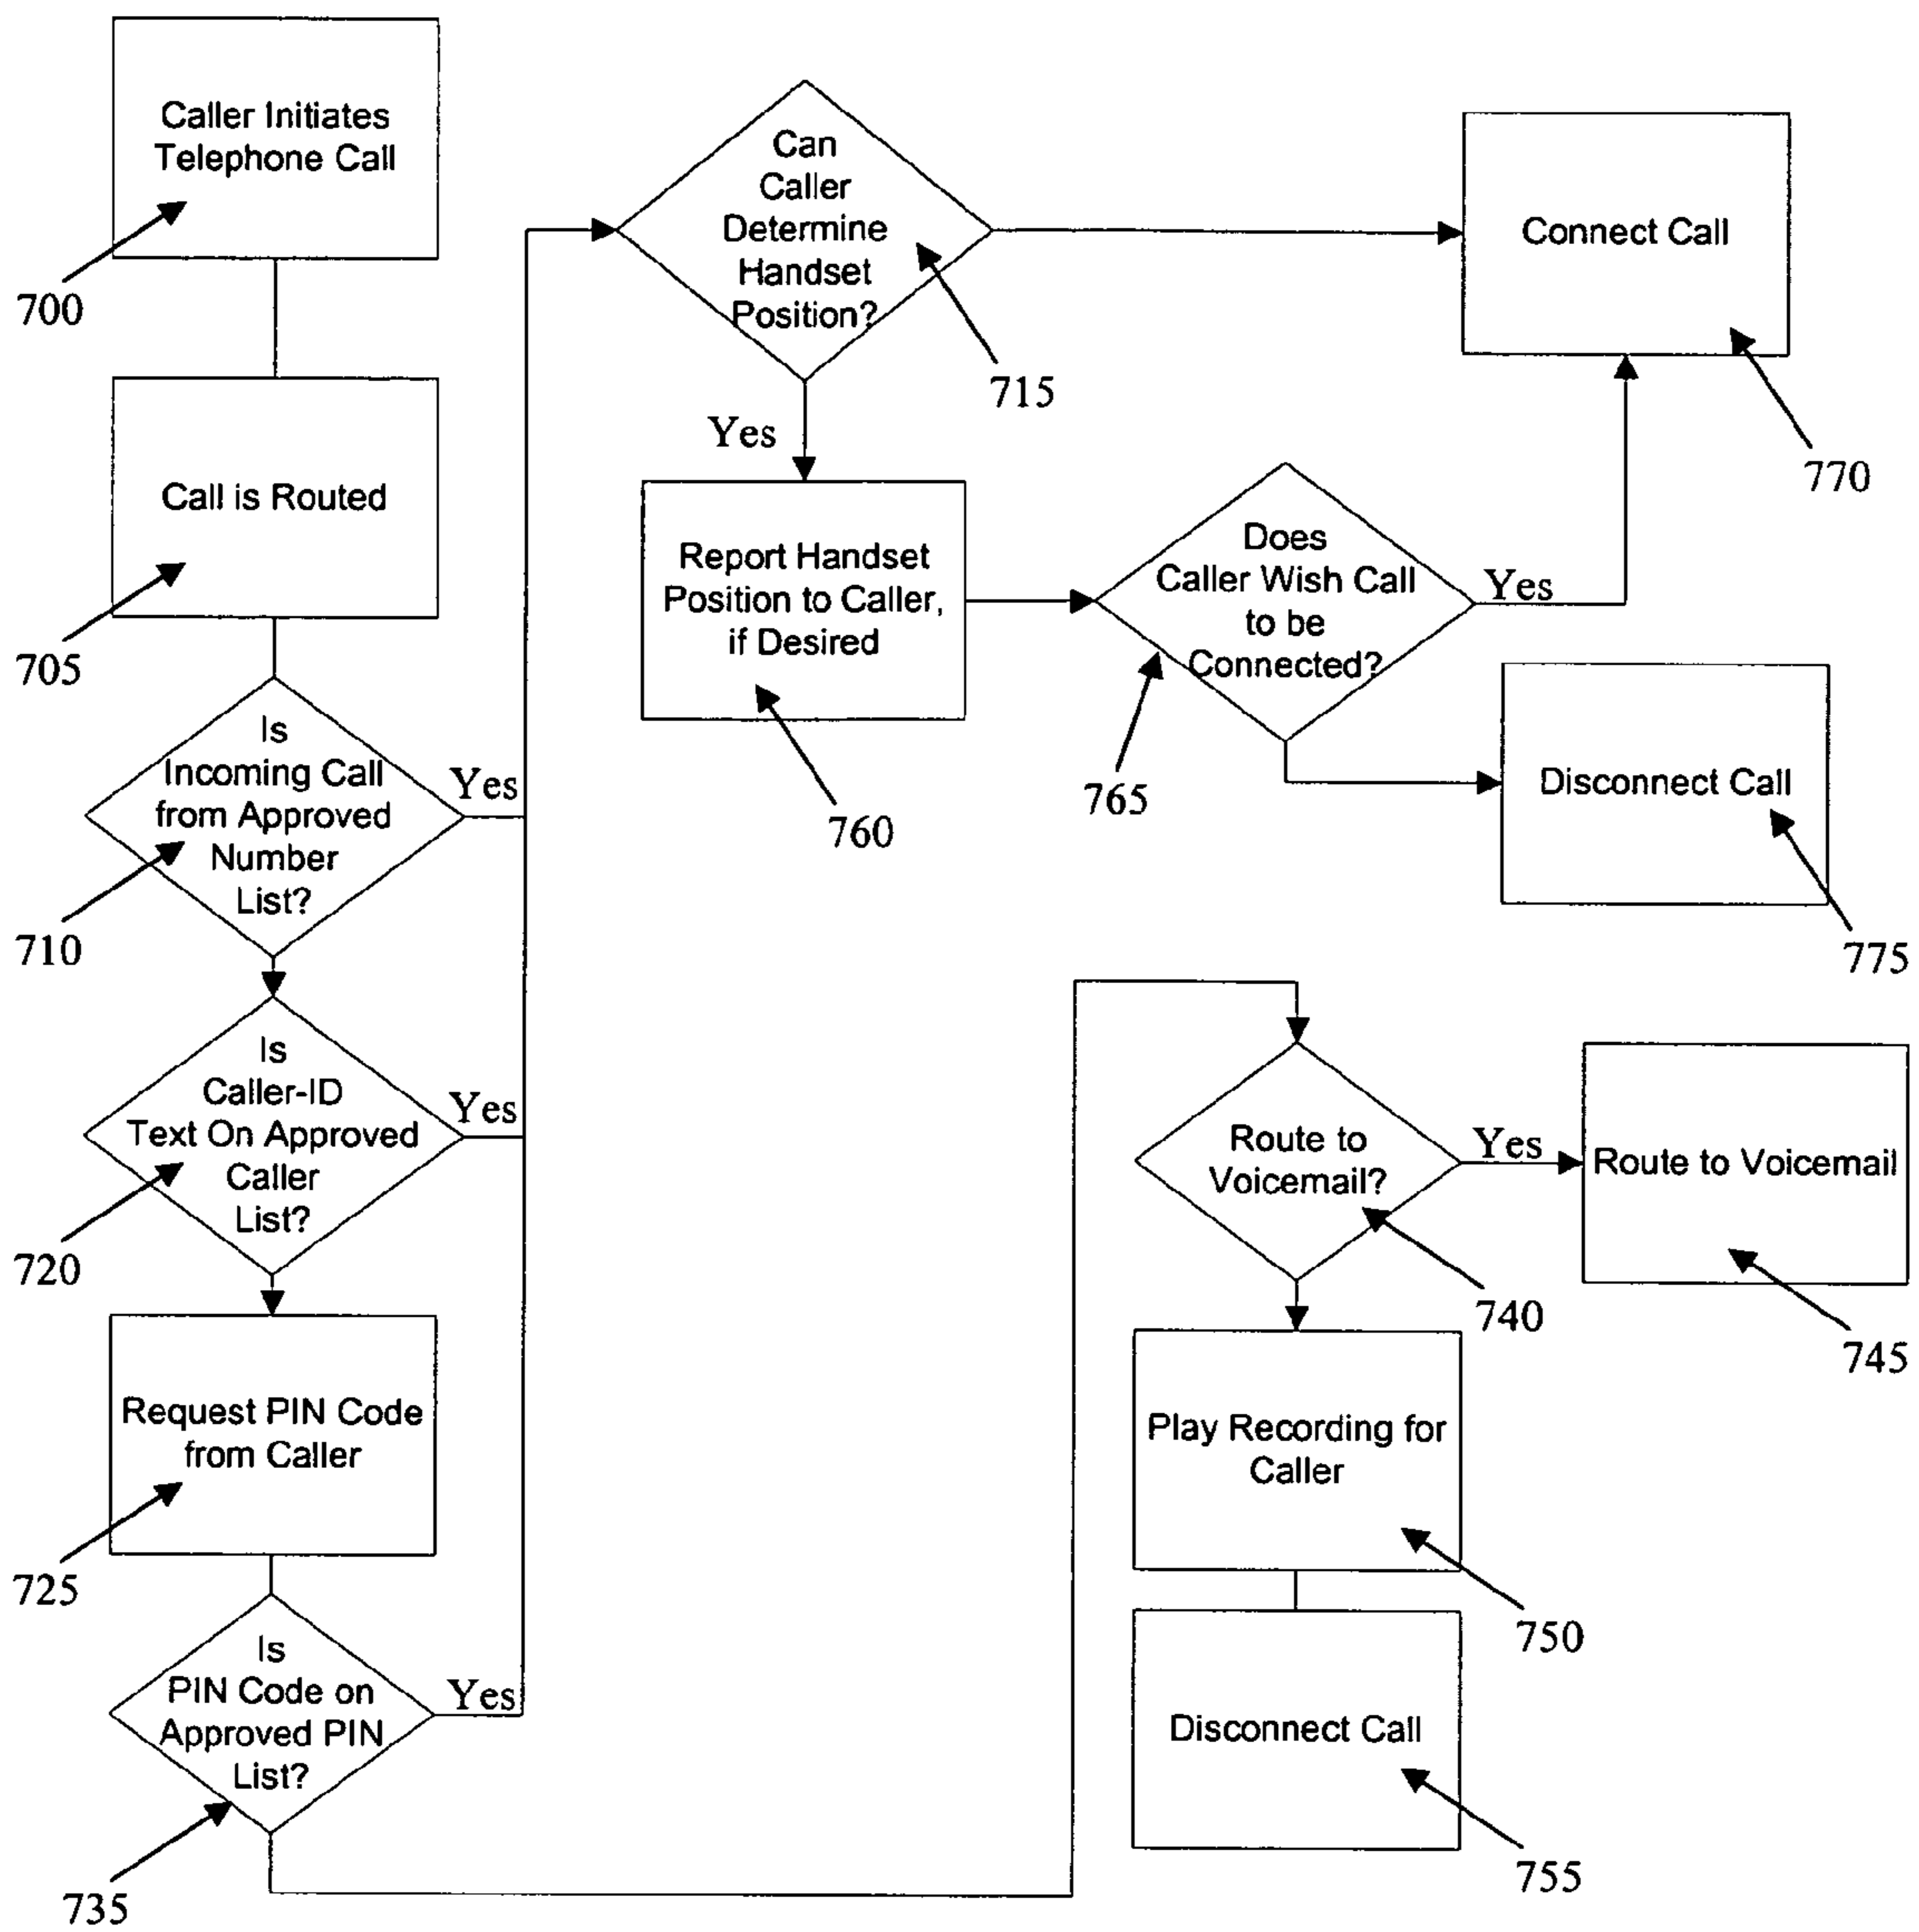 Caller Initiates
Telephone Call
700
Call is Routed
705
Is
Incoming Call
from Approved
Number
List?
Yes
710
Is
Caller-ID
Text On Approved
Caller
List?
Yes
720
Request PIN Code
from Caller
725
Is
PIN Code on
Approved PIN
List?
Yes
735
Can
Caller
Determine
Handset
Position?
715
Yes
Connect Call
770
Report Handset
Position to Caller,
if Desired
760
Does
Caller Wish Call
to be
Connected?
Yes
765
Disconnect Call
775
Route to
Voicemail?
Yes
740
Route to Voicemail
745
Play Recording for
Caller
750
Disconnect Call
755